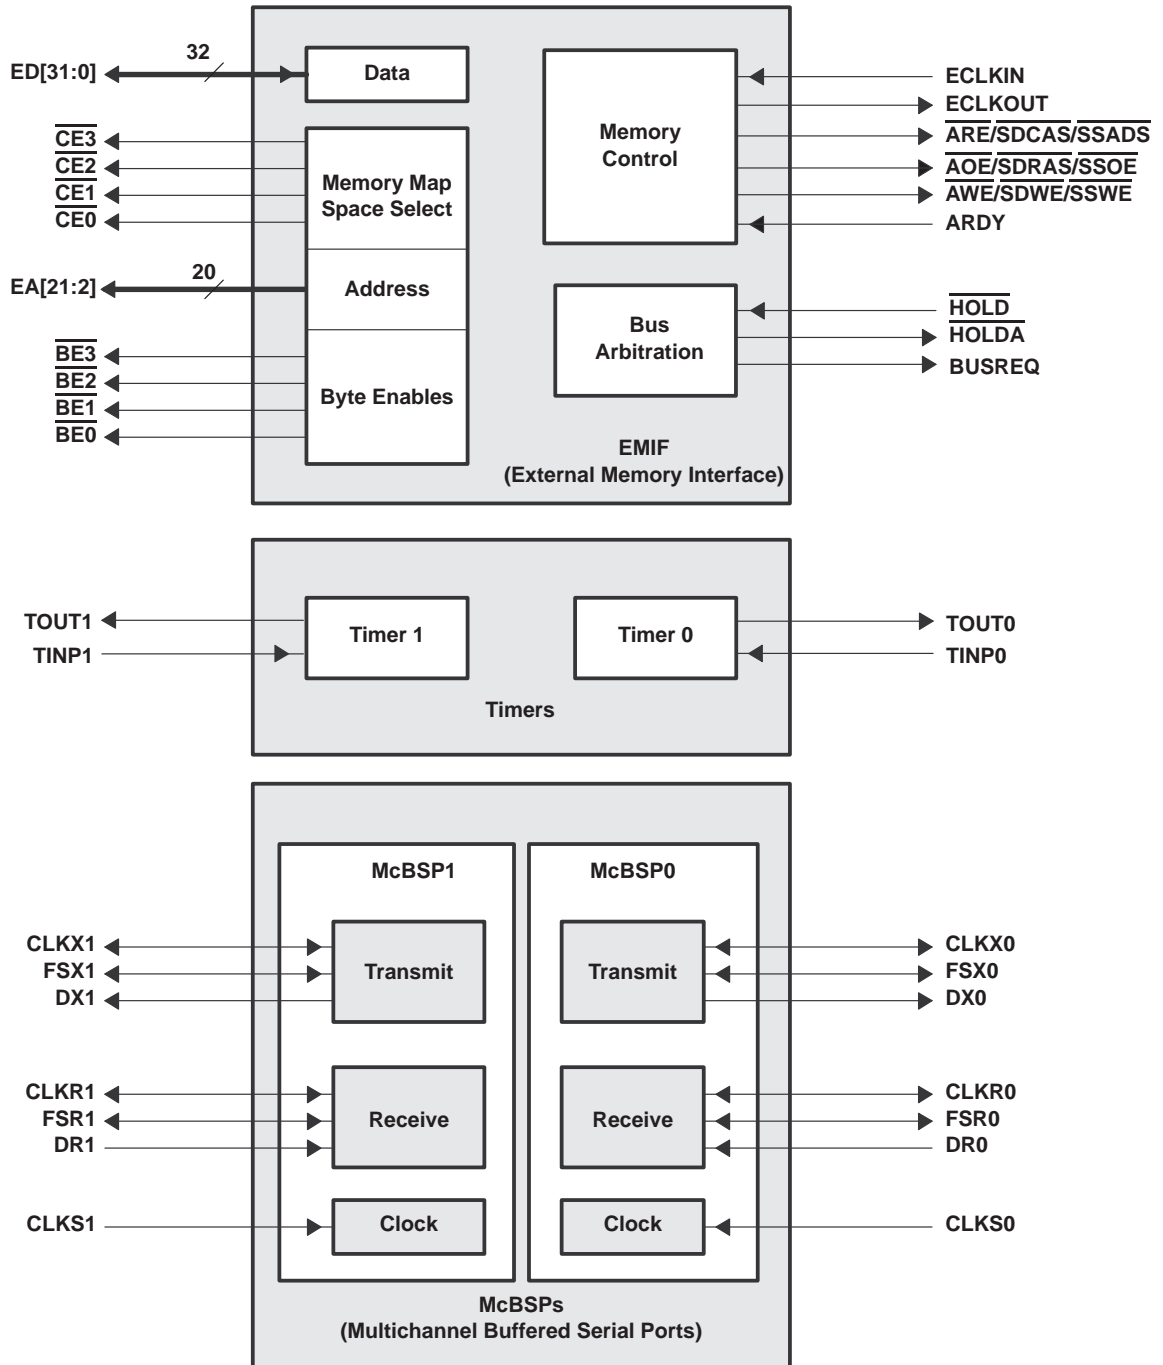 32
ED[31:0]
Data
CE3
CE2
CE1
CE0
Memory Map
Space Select
20
EA[21:2]
Address
BE3
BE2
BE1
BE0
Byte Enables
Memory
Control
ECLKIN
ECLKOUT
ARE/SDCAS/SSADS
AOE/SDRAS/SSOE
AWE/SDWE/SSWE
ARDY
Bus
Arbitration
HOLD
HOLDA
BUSREQ
EMIF
(External Memory Interface)
TOUT1
TINP1
Timer 1
Timer 0
TOUT0
TINP0
Timers
McBSP1
McBSP0
CLKX1
FSX1
DX1
Transmit
Transmit
CLKX0
FSX0
DX0
CLKR1
FSR1
DR1
Receive
Receive
CLKR0
FSR0
DR0
CLKS1
Clock
Clock
CLKS0
McBSPs
(Multichannel Buffered Serial Ports)